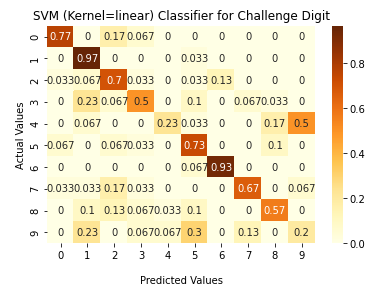 SVM (Kernel=linear) Classifier for Challenge Digit
Actual Values
0 0.77 0 0.17 0.067 0 0 0 0 0 0
1 0 0.97 0 0 0 0.033 0 0 0 0
2 0.033 0.067 0.7 0.033 0 0.033 0.13 0 0 0
3 0 0.23 0.067 0.5 0 0.1 0 0.067 0.033 0
4 0 0.067 0 0 0.23 0.033 0 0 0.17 0.5
5 0.067 0 0.067 0.033 0 0.73 0 0 0.1 0
6 0 0 0 0 0 0.067 0.93 0 0 0
7 0.033 0.033 0.17 0.033 0 0 0 0.67 0 0.067
8 0 0.1 0.13 0.067 0.033 0.1 0 0 0.57 0
9 0 0.23 0 0.067 0.067 0.3 0 0.13 0 0.2
0 1 2 3 4 5 6 7 8 9
Predicted Values
0.8
0.6
0.4
0.2
0.0